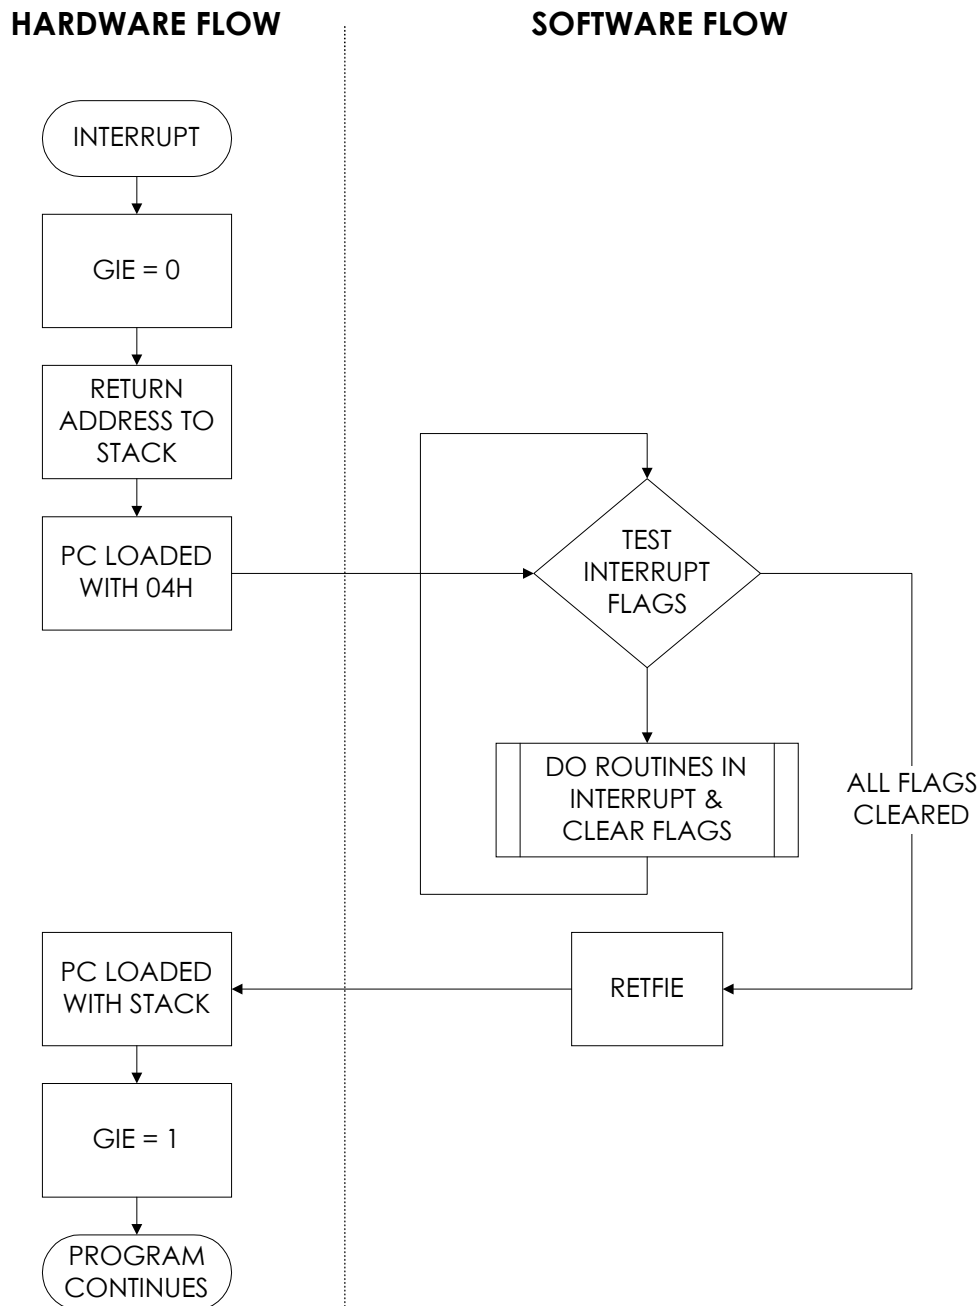 HARDWARE FLOW
SOFTWARE FLOW
INTERRUPT
GIE = 0
RETURN
ADDRESS TO
STACK
PC LOADED
WITH 04H
TEST
INTERRUPT
FLAGS
DO ROUTINES IN
INTERRUPT &
CLEAR FLAGS
ALL FLAGS
CLEARED
RETFIE
PC LOADED
WITH STACK
GIE = 1
PROGRAM
CONTINUES